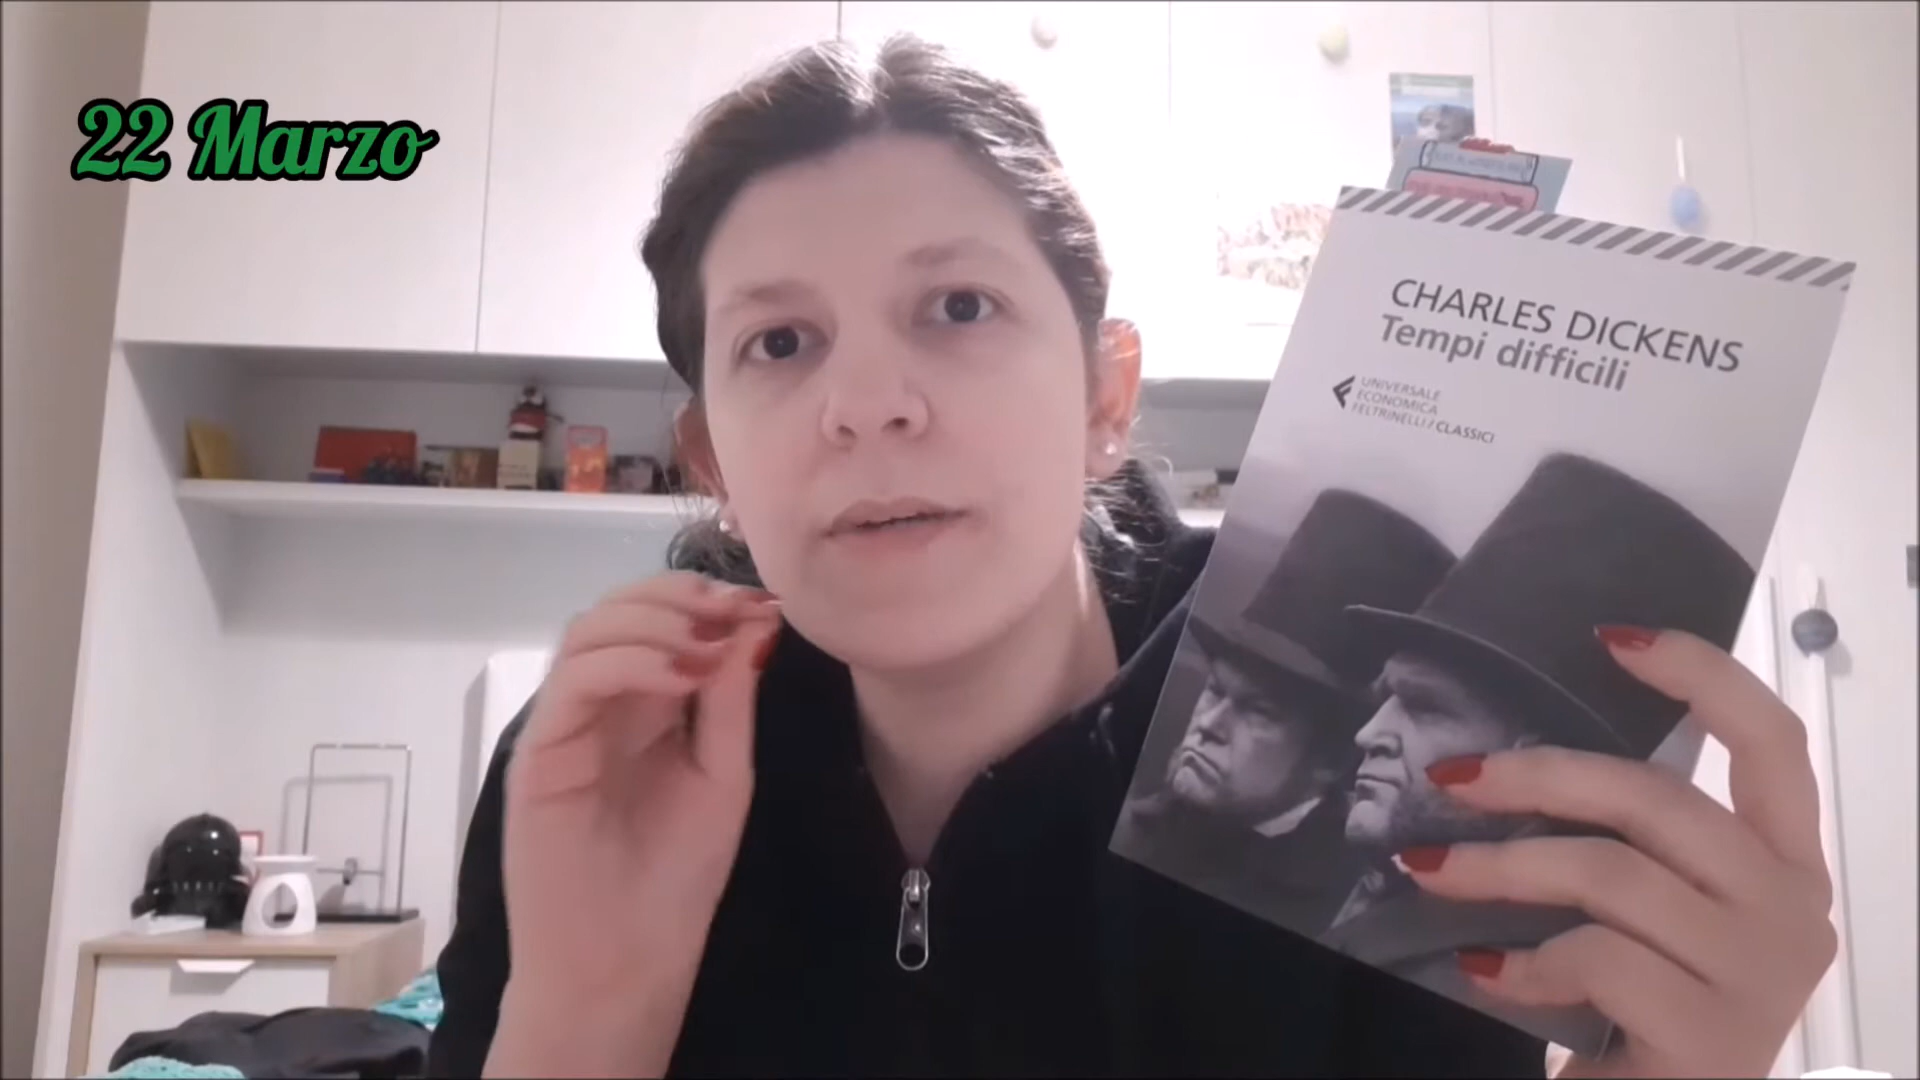 22 Marzo
CHARLES DICKENS
Tempi difficili
UNIVERSALE
ECONOMICA
FELTRINELLI / CLASSICI